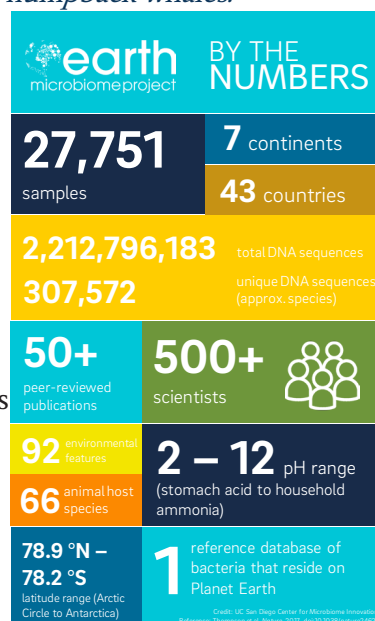 humpback whales.
earth
microbiomeproject
BY THE
NUMBERS
27,751
samples
7 continents
43 countries
2,212,796,183 total DNA sequences
307,572 unique DNA sequences
(approx. species)
50+
peer-reviewed
publications
s
500+
scientists
92 environmental
features
66 animal host
species
2 – 12 pH range
(stomach acid to household
ammonia)
78.9 °N –
78.2 °S
latitude range (Arctic
Circle to Antarctica)
1 reference database of
bacteria that reside on
Planet Earth
Credit: UC San Diego Center for Microbiome Innovation